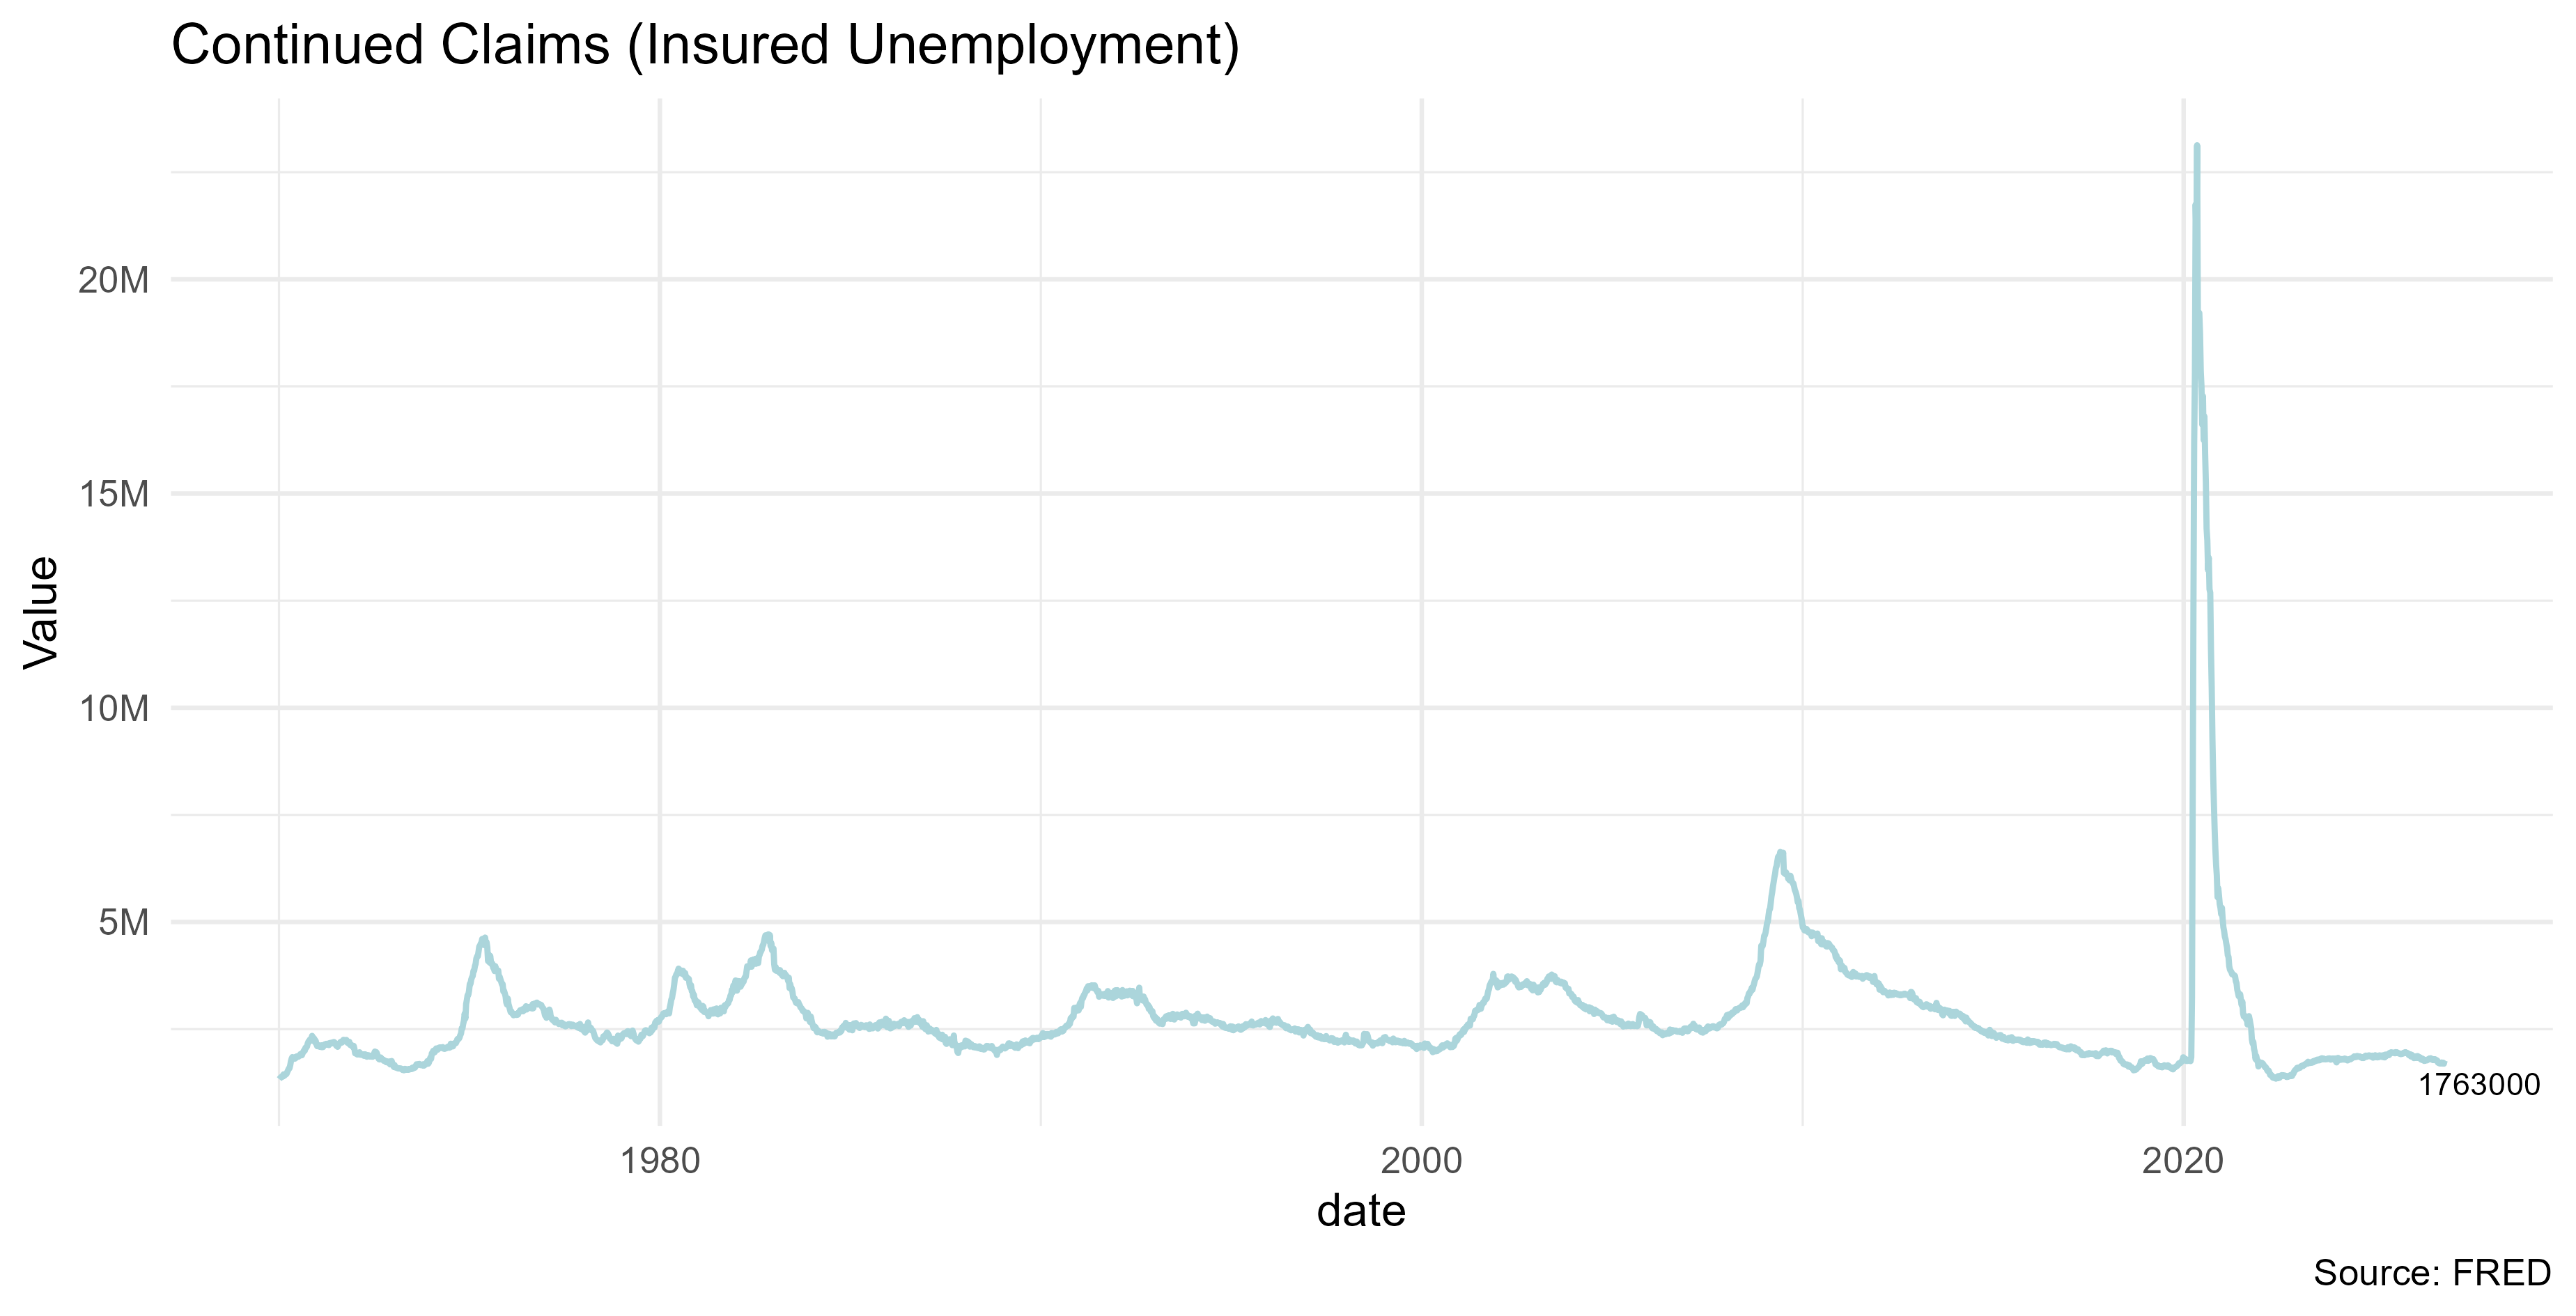 Continued Claims (Insured Unemployment)
Value
20M
15M
10M
5M
1763000
1980
2000
2020
date
Source: FRED